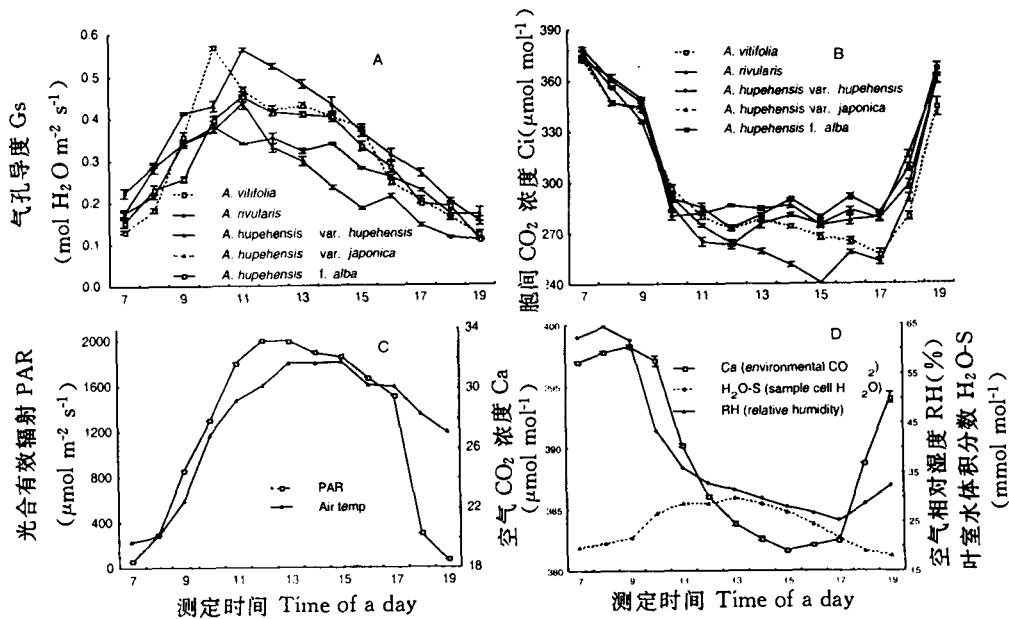 A
气孔导度 Gs
(mol H₂O m⁻² s⁻¹)
0.6
0.5
0.4
0.3
0.2
0.1
0.0
A. vilifolia
A. rivularis
A. hupehensis var. hupehensis
A. hupehensis var. japonica
A. hupehensis f. alba
7 9 11 13 15 17 19
B
胞间 CO₂ 浓度 Ci(μmol mol⁻¹)
390
360
330
300
270
240
A. vitifolia
A. rivularis
A. hupehensis var. hupehensis
A. hupehensis var. japonica
A. hupehensis f. alba
7 9 11 13 15 17 19
C
光合有效辐射 PAR
(μmol m⁻² s⁻¹)
2000
1600
1200
800
400
0
PAR
Air temp
34
30
26
22
18
7 9 11 13 15 17 19
测定时间 Time of a day
D
空气 CO₂ 浓度 Ca
(μmol mol⁻¹)
400
395
390
385
380
Ca (environmental CO ₂)
H₂O-S (sample cell H ₂O)
RH (relative humidity)
65
55
45
35
25
15
空气相对湿度 RH(%)
叶室水体积分数 H₂O-S
(mmol mol⁻¹)
7 9 11 13 15 17 19
测定时间 Time of a day